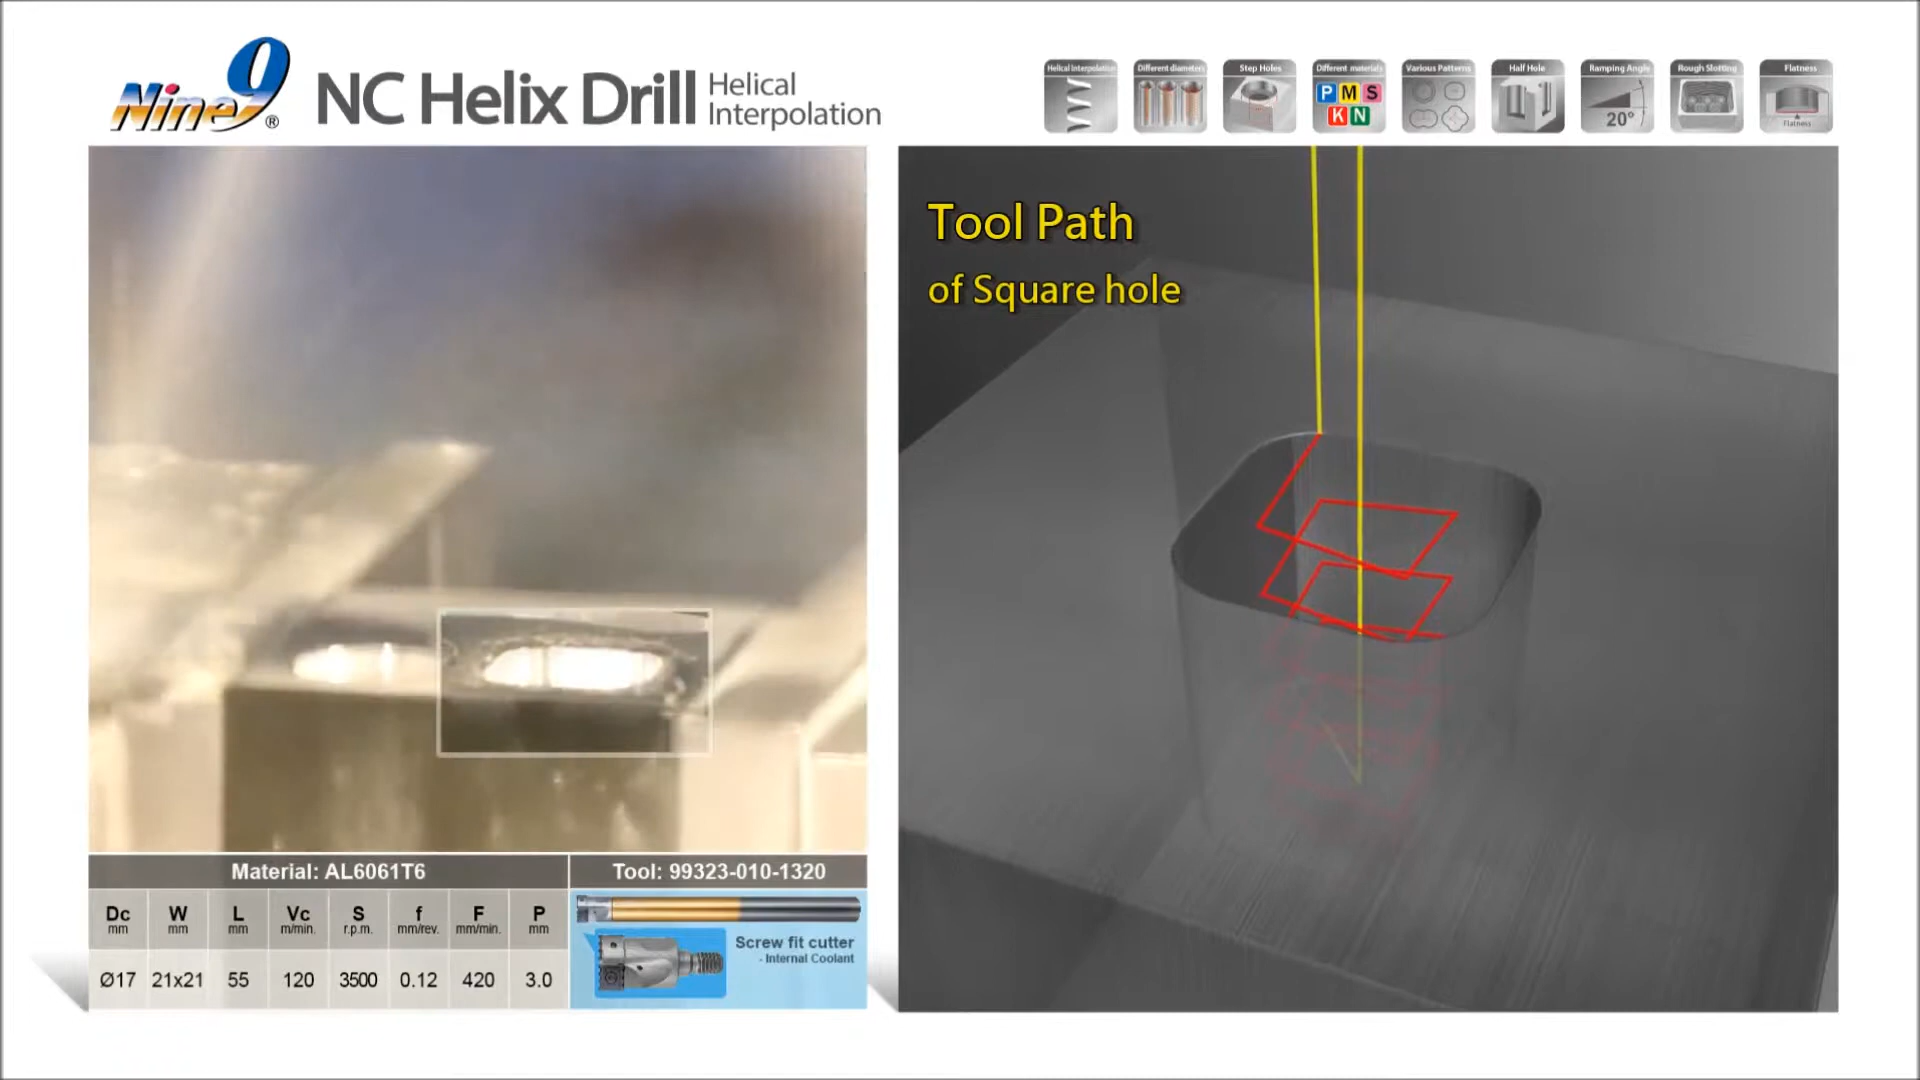 Nine9®
NC Helix Drill
Helical
Interpolation
Helical Interpolation
Different diameters
Step Holes
Different materials
P M S
K N
Various Patterns
Half Hole
Ramping Angle
20°
Rough Slotting
Flatness
Flatness
Tool Path
of Square hole
Material: AL6061T6
Tool: 99323-010-1320
Dc W L Vc S f F P
mm mm mm m/min. r.p.m. mm/rev. mm/min. mm
Ø17 21x21 55 120 3500 0.12 420 3.0
Screw fit cutter
- Internal Coolant